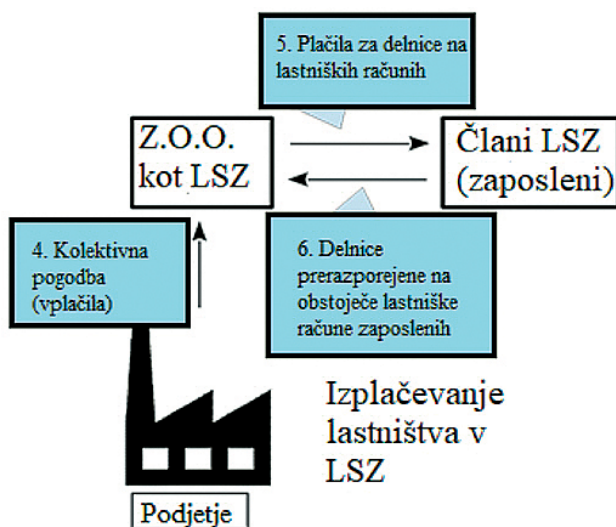 5. Plačila za delnice na
lastniških računih
Z.O.O.
kot LSZ
Člani LSZ
(zaposleni)
4. Kolektivna
pogodba
(vplačila)
6. Delnice
prerazporejene na
obstoječe lastniške
račune zaposlenih
Izplačevanje
lastništva v
LSZ
Podjetje